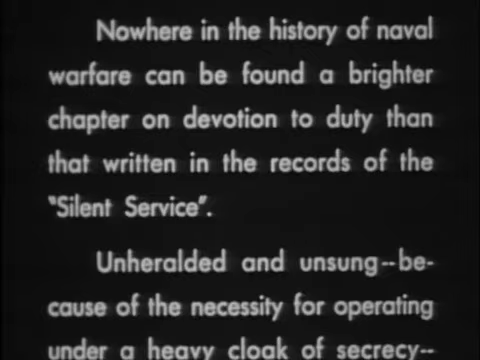 Nowhere in the history of naval
warfare can be found a brighter
chapter on devotion to duty than
that written in the records of the
"Silent Service".
Unheralded and unsung--be-
cause of the necessity for operating
under a heavy cloak of secrecy--